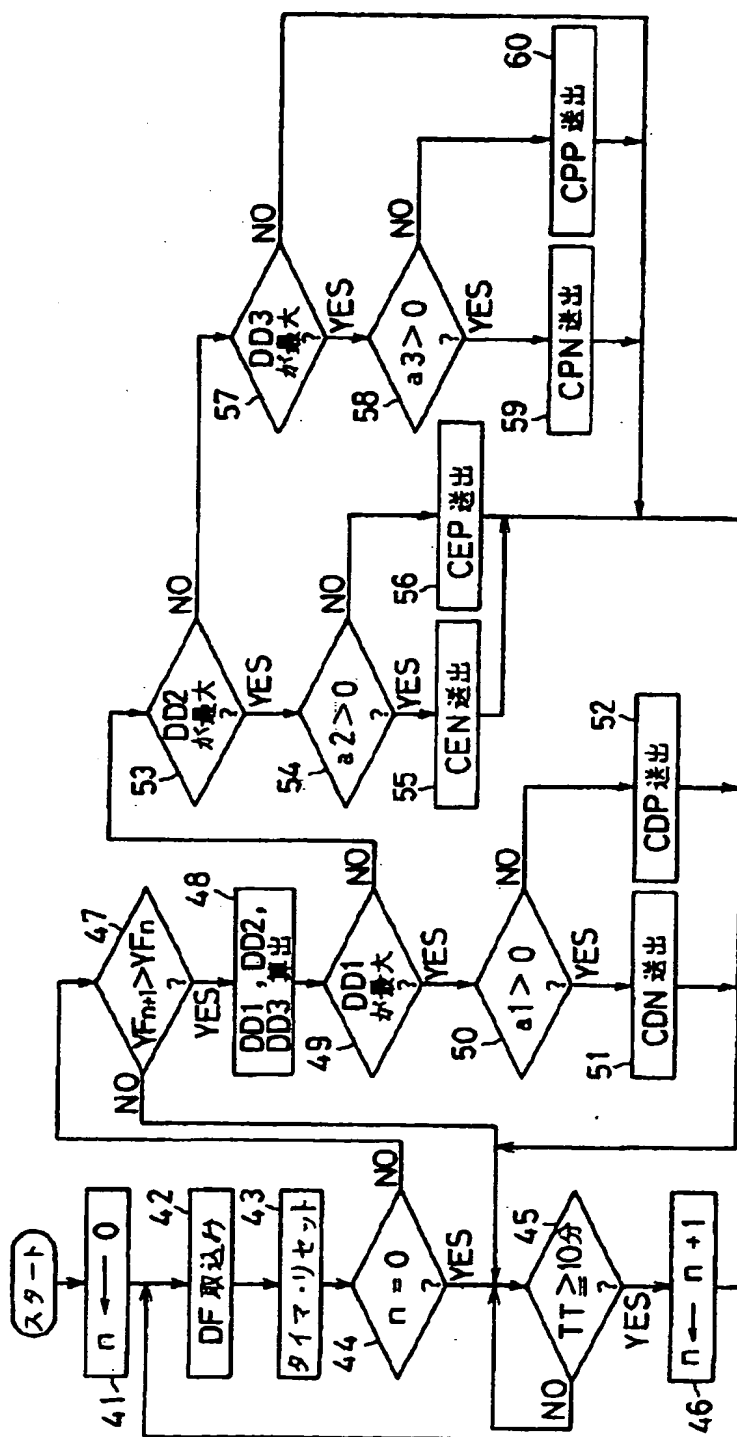 スタート
41
n ← 0
42
DF 取込み
43
タイマ・リセット
44
n = 0
?
NO
YES
45
TT ≧ 10分
?
NO
YES
46
n ← n +1
47
YFn+1 > YFn
?
NO
YES
48
DD1 , DD2 ,
DD3 算出
49
DD1
が最大
?
NO
YES
50
a1 > 0
?
NO
YES
51
CDN 送出
52
CDP 送出
53
DD2
が最大
?
NO
YES
54
a2 > 0
?
NO
YES
55
CEN 送出
56
CEP 送出
57
DD3
が最大
?
NO
YES
58
a3 > 0
?
NO
YES
59
CPN 送出
60
CPP 送出